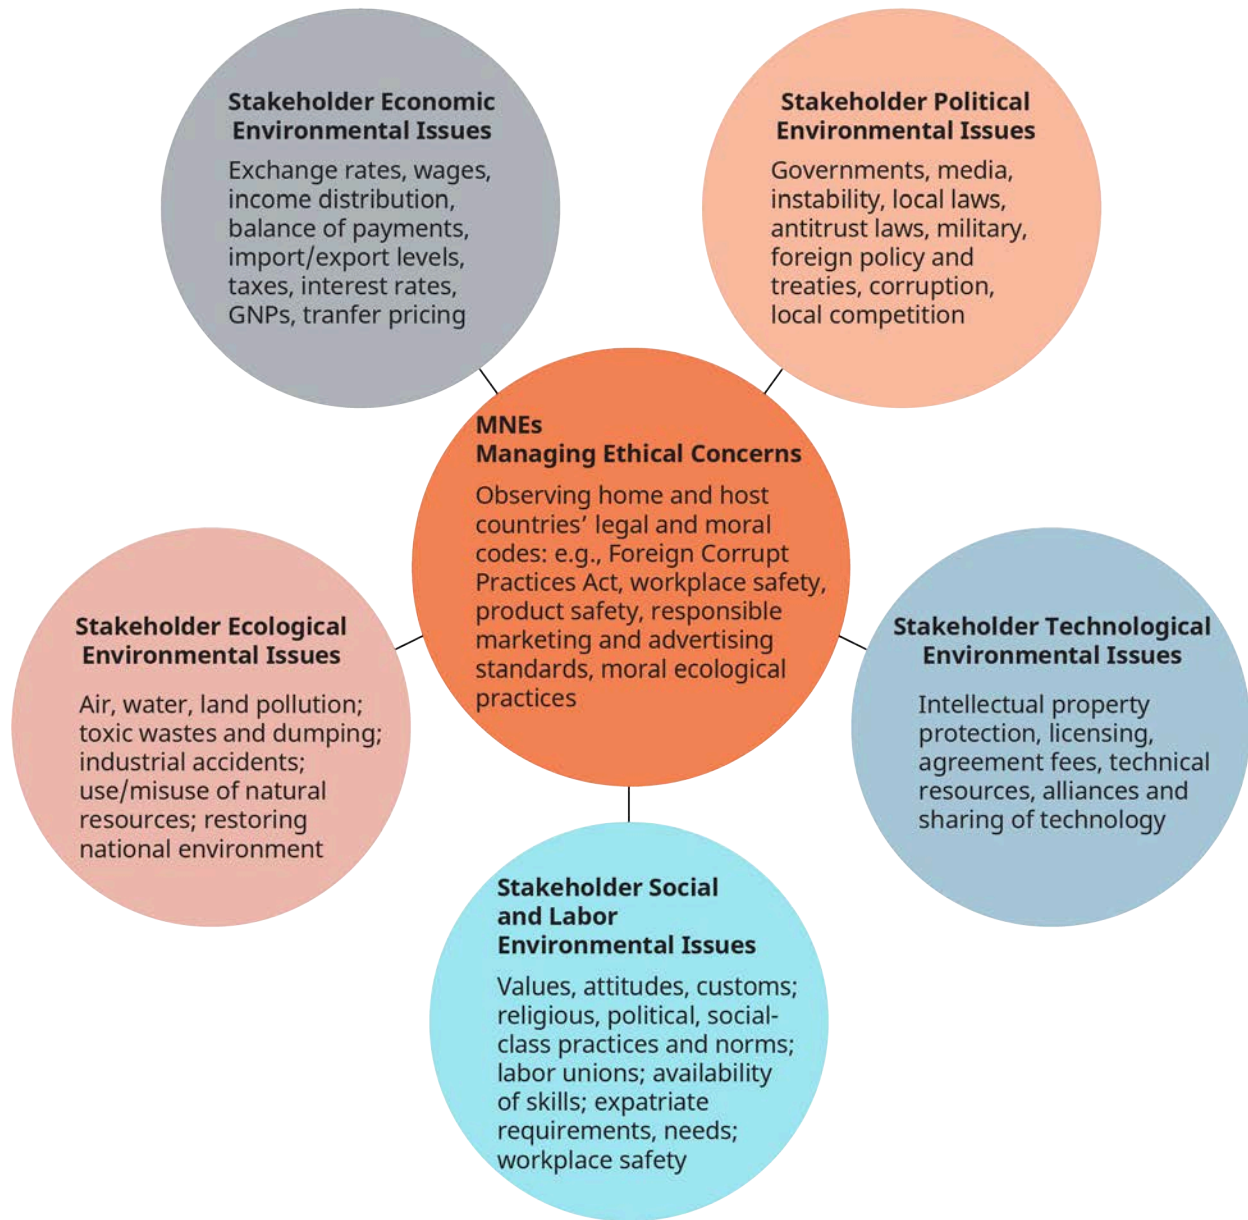 Stakeholder Economic
Environmental Issues
Exchange rates, wages,
income distribution,
balance of payments,
import/export levels,
taxes, interest rates,
GNPs, tranfer pricing
Stakeholder Political
Environmental Issues
Governments, media,
instability, local laws,
antitrust laws, military,
foreign policy and
treaties, corruption,
local competition
MNEs
Managing Ethical Concerns
Observing home and host
countries’ legal and moral
codes: e.g., Foreign Corrupt
Practices Act, workplace safety,
product safety, responsible
marketing and advertising
standards, moral ecological
practices
Stakeholder Ecological
Environmental Issues
Air, water, land pollution;
toxic wastes and dumping;
industrial accidents;
use/misuse of natural
resources; restoring
national environment
Stakeholder Technological
Environmental Issues
Intellectual property
protection, licensing,
agreement fees, technical
resources, alliances and
sharing of technology
Stakeholder Social
and Labor
Environmental Issues
Values, attitudes, customs;
religious, political, social-
class practices and norms;
labor unions; availability
of skills; expatriate
requirements, needs;
workplace safety